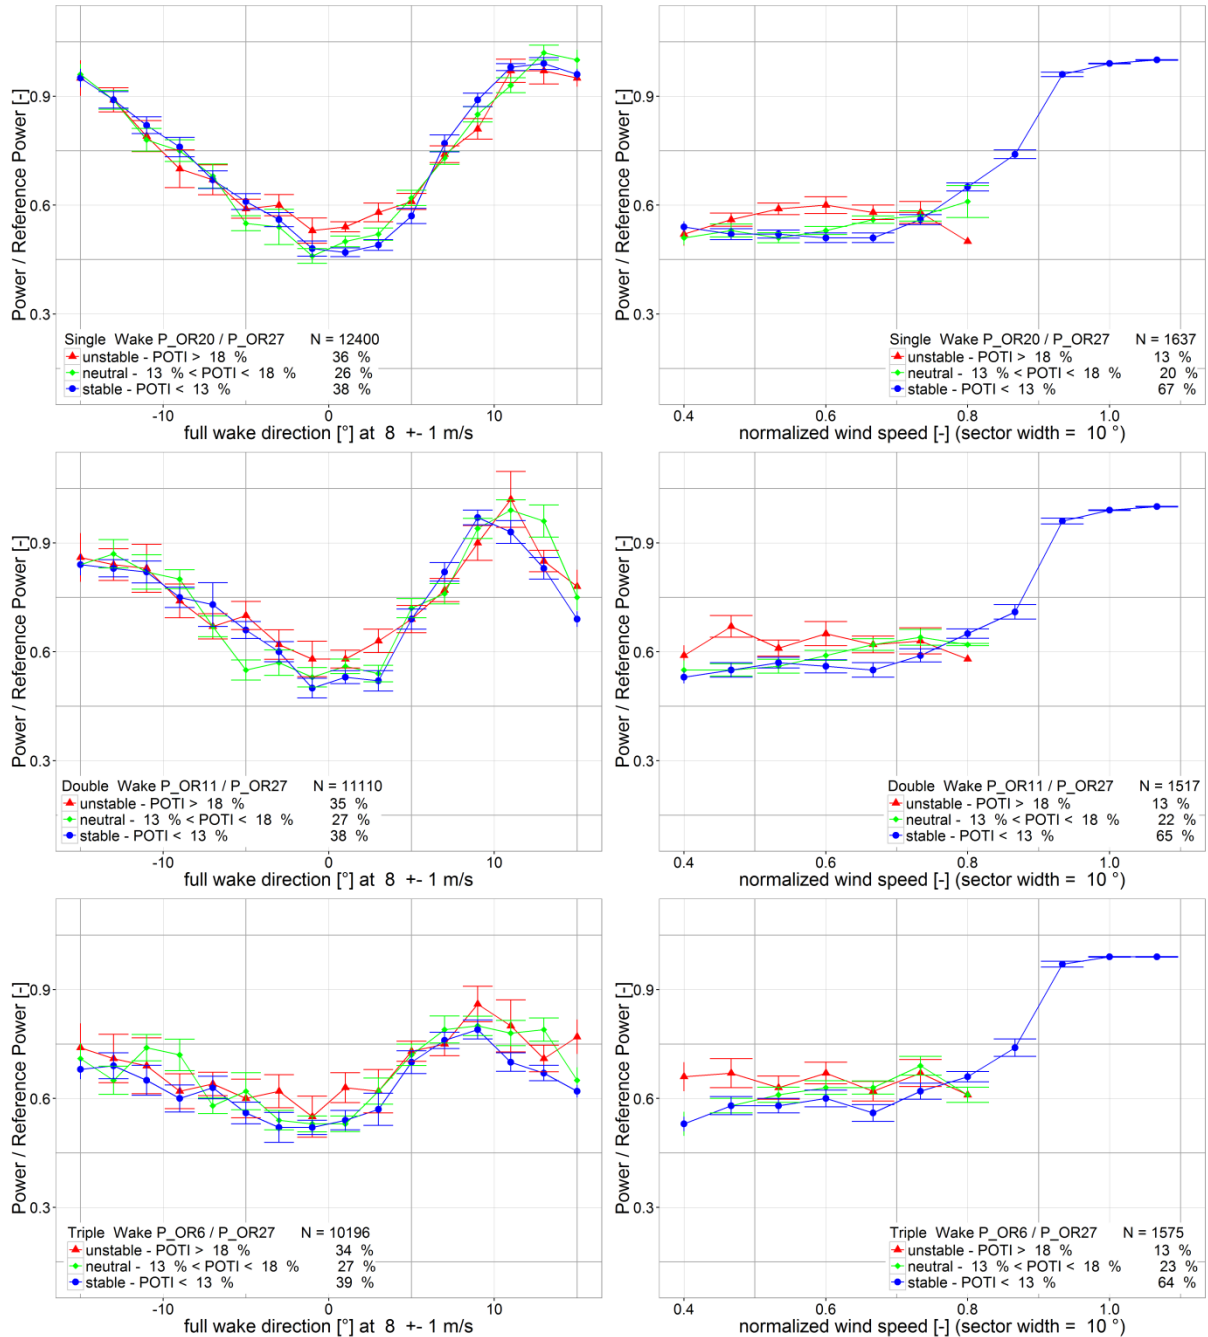 Power / Reference Power [-]
0.9
0.6
0.3
Single Wake P_OR20 / P_OR27 N = 12400
unstable - POTI > 18 % 36 %
neutral - 13 % < POTI < 18 % 26 %
stable - POTI < 13 % 38 %
-10 0 10
full wake direction [°] at 8 +- 1 m/s
Power / Reference Power [-]
0.9
0.6
0.3
Single Wake P_OR20 / P_OR27 N = 1637
unstable - POTI > 18 % 13 %
neutral - 13 % < POTI < 18 % 20 %
stable - POTI < 13 % 67 %
0.4 0.6 0.8 1.0
normalized wind speed [-] (sector width = 10 °)
Power / Reference Power [-]
0.9
0.6
0.3
Double Wake P_OR11 / P_OR27 N = 11110
unstable - POTI > 18 % 35 %
neutral - 13 % < POTI < 18 % 27 %
stable - POTI < 13 % 38 %
-10 0 10
full wake direction [°] at 8 +- 1 m/s
Power / Reference Power [-]
0.9
0.6
0.3
Double Wake P_OR11 / P_OR27 N = 1517
unstable - POTI > 18 % 13 %
neutral - 13 % < POTI < 18 % 22 %
stable - POTI < 13 % 65 %
0.4 0.6 0.8 1.0
normalized wind speed [-] (sector width = 10 °)
Power / Reference Power [-]
0.9
0.6
0.3
Triple Wake P_OR6 / P_OR27 N = 10196
unstable - POTI > 18 % 34 %
neutral - 13 % < POTI < 18 % 27 %
stable - POTI < 13 % 39 %
-10 0 10
full wake direction [°] at 8 +- 1 m/s
Power / Reference Power [-]
0.9
0.6
0.3
Triple Wake P_OR6 / P_OR27 N = 1575
unstable - POTI > 18 % 13 %
neutral - 13 % < POTI < 18 % 23 %
stable - POTI < 13 % 64 %
0.4 0.6 0.8 1.0
normalized wind speed [-] (sector width = 10 °)